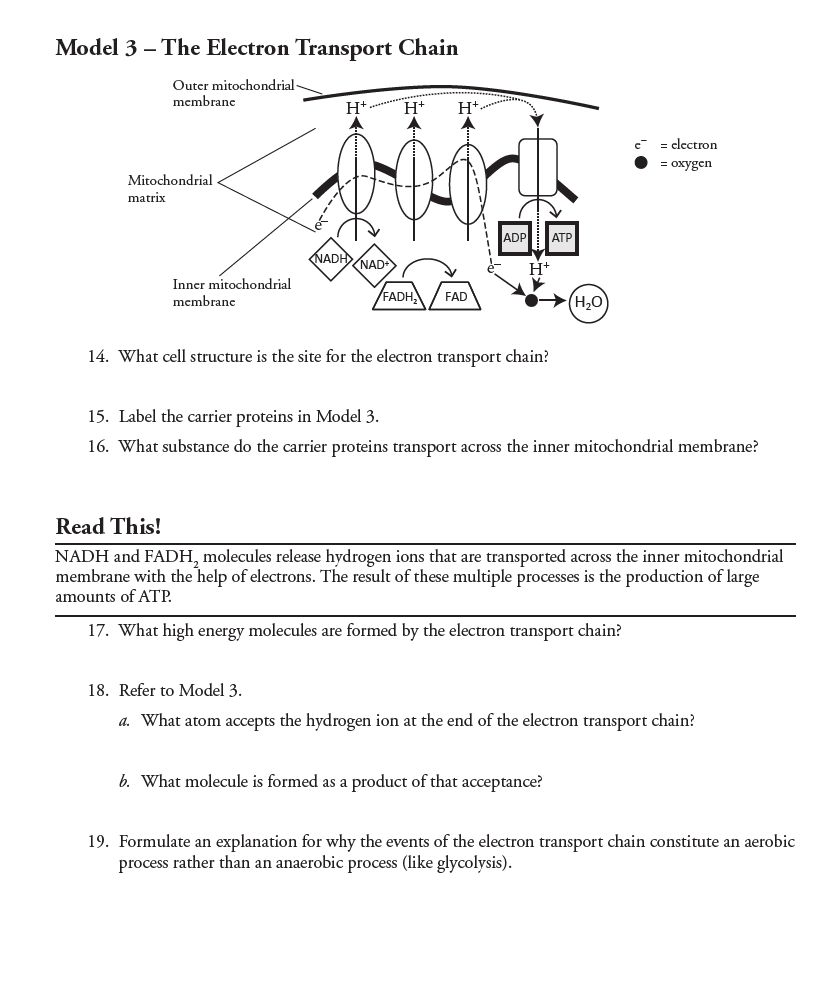 Model 3 – The Electron Transport Chain
Outer mitochondrial
membrane
H⁺ H⁺ H⁺
e⁻ = electron
= oxygen
Mitochondrial
matrix
e⁻
ADP ATP
NADH NAD⁺
e⁻ H⁺
Inner mitochondrial
membrane
FADH₂ FAD
H₂O
14. What cell structure is the site for the electron transport chain?
15. Label the carrier proteins in Model 3.
16. What substance do the carrier proteins transport across the inner mitochondrial membrane?
Read This!
NADH and FADH₂ molecules release hydrogen ions that are transported across the inner mitochondrial
membrane with the help of electrons. The result of these multiple processes is the production of large
amounts of ATP.
17. What high energy molecules are formed by the electron transport chain?
18. Refer to Model 3.
a. What atom accepts the hydrogen ion at the end of the electron transport chain?
b. What molecule is formed as a product of that acceptance?
19. Formulate an explanation for why the events of the electron transport chain constitute an aerobic
process rather than an anaerobic process (like glycolysis).